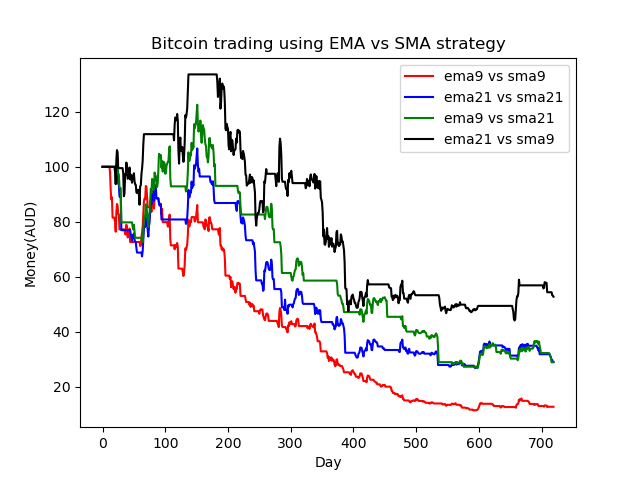 Bitcoin trading using EMA vs SMA strategy
ema9 vs sma9
ema21 vs sma21
ema9 vs sma21
ema21 vs sma9
Money(AUD)
120
100
80
60
40
20
0 100 200 300 400 500 600 700
Day